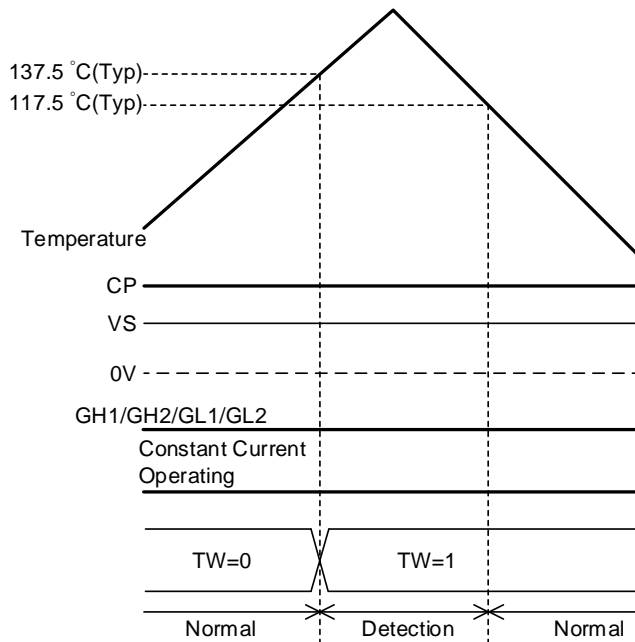 137.5 °C(Typ)
117.5 °C(Typ)
Temperature
CP
VS
0V
GH1/GH2/GL1/GL2
Constant Current
Operating
TW=0
TW=1
Normal
Detection
Normal